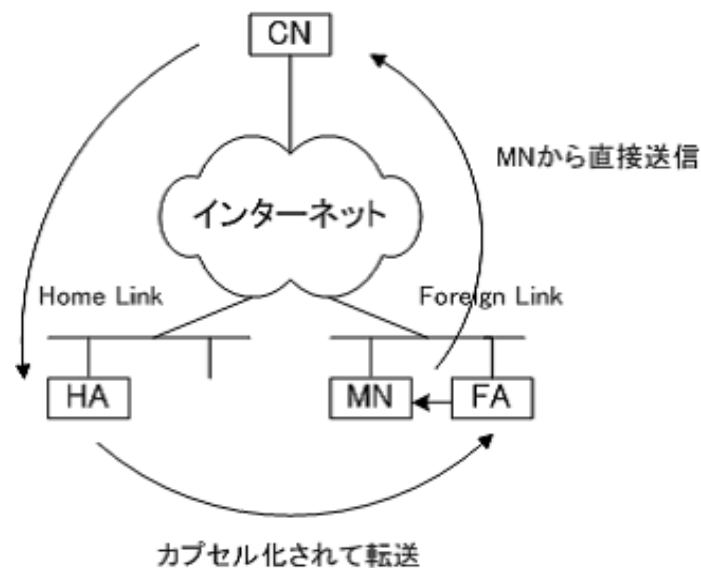 CN
MNから直接送信
インターネット
Home Link
Foreign Link
HA
MN
FA
カプセル化されて転送